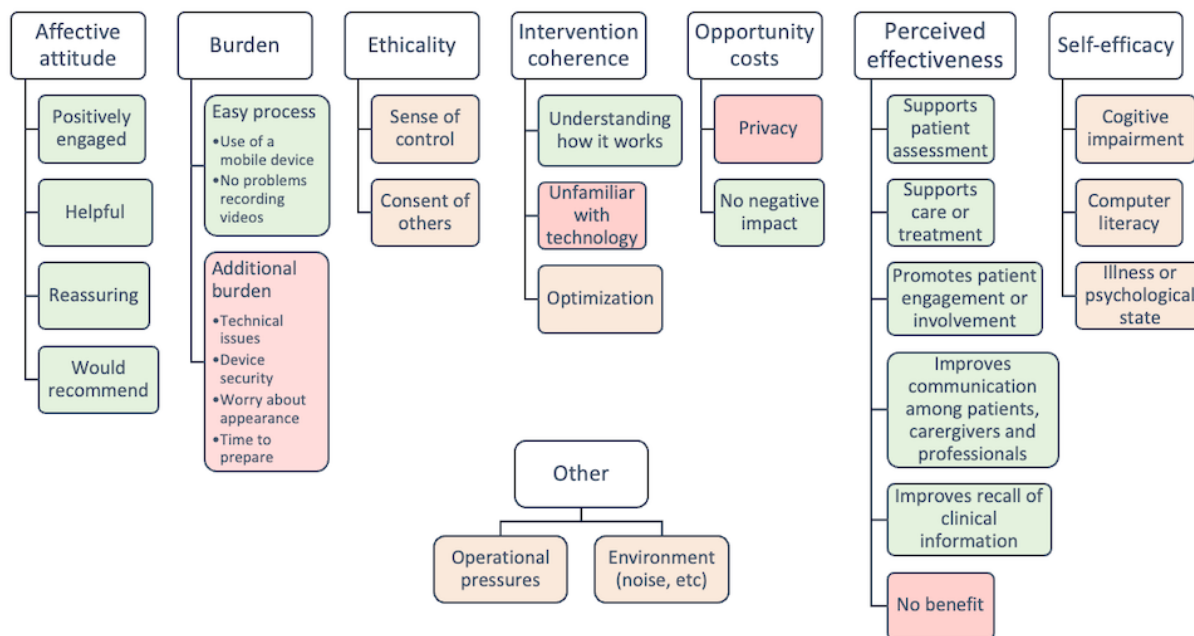 Affective
attitude
Positively
engaged
Helpful
Reassuring
Would
recommend
Burden
Easy process
•Use of a
mobile device
•No problems
recording
videos
Additional
burden
•Technical
issues
•Device
security
•Worry about
appearance
•Time to
prepare
Ethicality
Sense of
control
Consent of
others
Intervention
coherence
Understanding
how it works
Unfamiliar
with
technology
Optimization
Opportunity
costs
Privacy
No negative
impact
Perceived
effectiveness
Supports
patient
assessment
Supports
care or
treatment
Promotes patient
engagement or
involvement
Improves
communication
among patients,
carergivers and
professionals
Improves recall of
clinical
information
No benefit
Self-efficacy
Cogitive
impairment
Computer
literacy
Illness or
psychological
state
Other
Operational
pressures
Environment
(noise, etc)